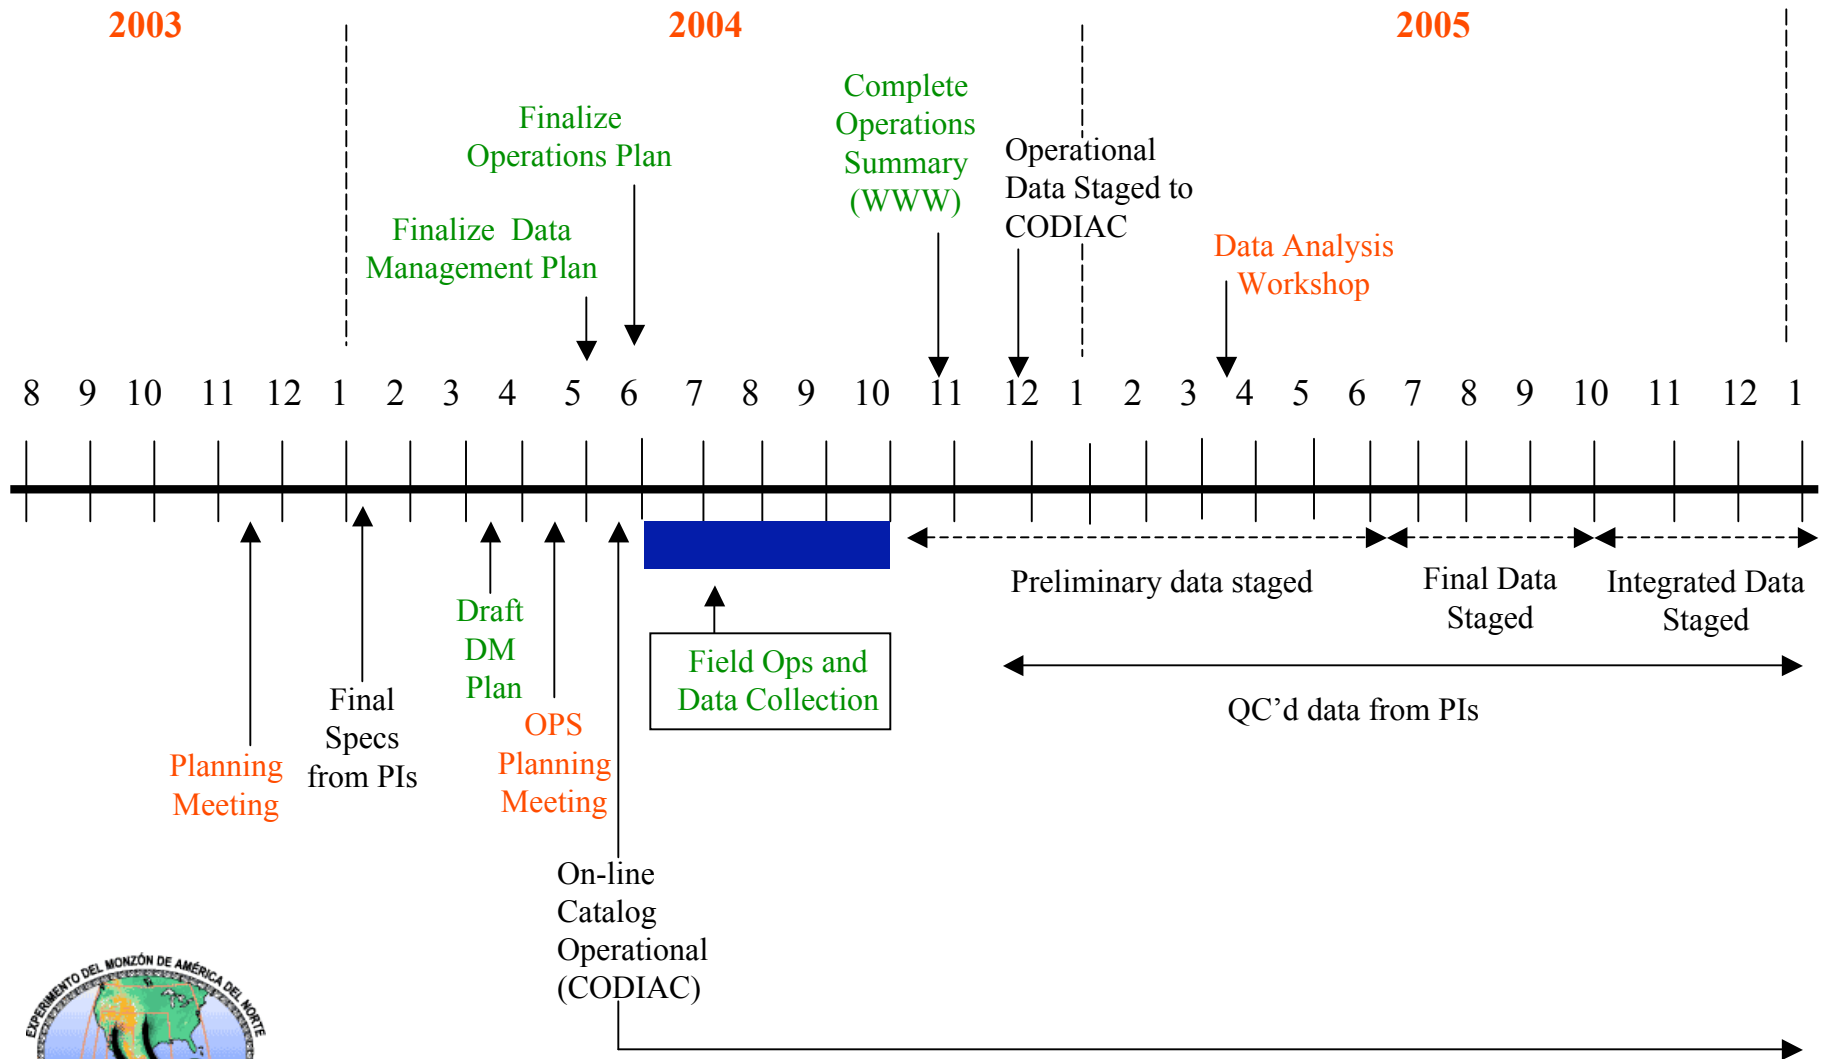 2003
2004
2005
Complete
Operations
Summary
(WWW)
Finalize
Operations Plan
Operational
Data Staged to
CODIAC
Finalize Data
Management Plan
Data Analysis
Workshop
8 9 10 11 12 1 2 3 4 5 6 7 8 9 10 11 12 1 2 3 4 5 6 7 8 9 10 11 12 1
Preliminary data staged
Final Data
Staged
Integrated Data
Staged
Draft
DM
Plan
Field Ops and
Data Collection
QC’d data from PIs
Final
Specs
from PIs
OPS
Planning
Meeting
Planning
Meeting
On-line
Catalog
Operational
(CODIAC)
EXPERIMENTO DEL MONZÓN DE AMÉRICA DEL NORTE